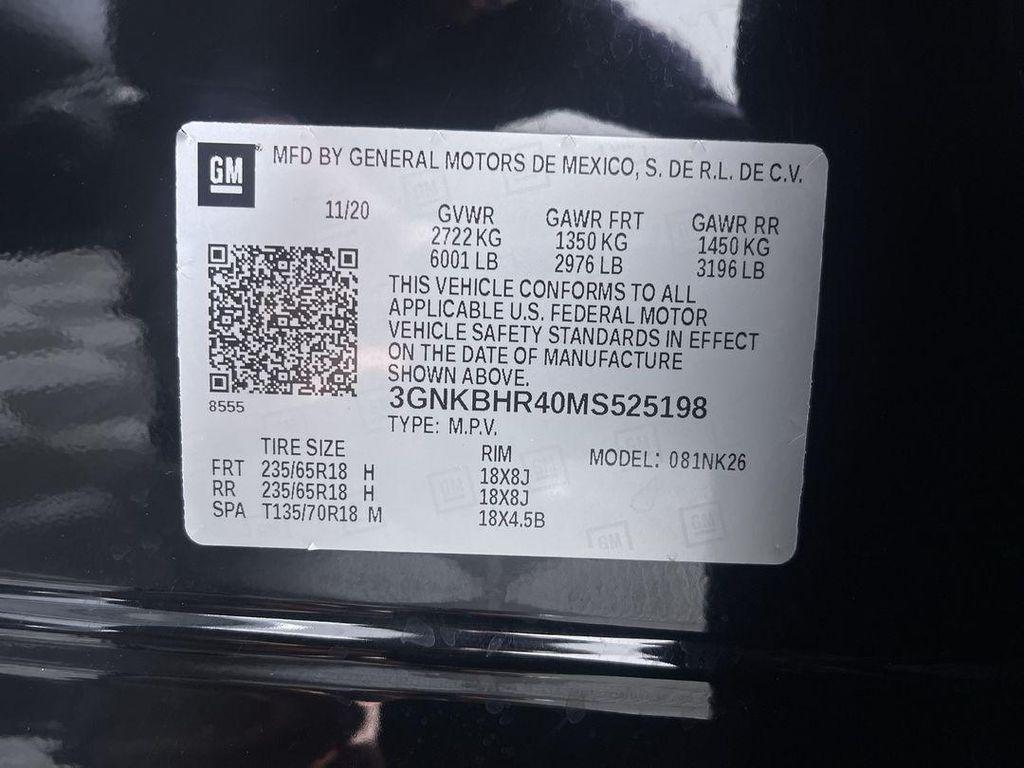 GM MFD BY GENERAL MOTORS DE MEXICO, S. DE R.L. DE C.V.
11/20 GVWR GAWR FRT GAWR RR
2722 KG 1350 KG 1450 KG
6001 LB 2976 LB 3196 LB
THIS VEHICLE CONFORMS TO ALL
APPLICABLE U.S. FEDERAL MOTOR
VEHICLE SAFETY STANDARDS IN EFFECT
ON THE DATE OF MANUFACTURE
SHOWN ABOVE.
8555
3GNKBHR40MS525198
TYPE: M.P.V.
TIRE SIZE RIM MODEL: 081NK26
FRT 235/65R18 H 18X8J
RR 235/65R18 H 18X8J
SPA T135/70R18 M 18X4.5B